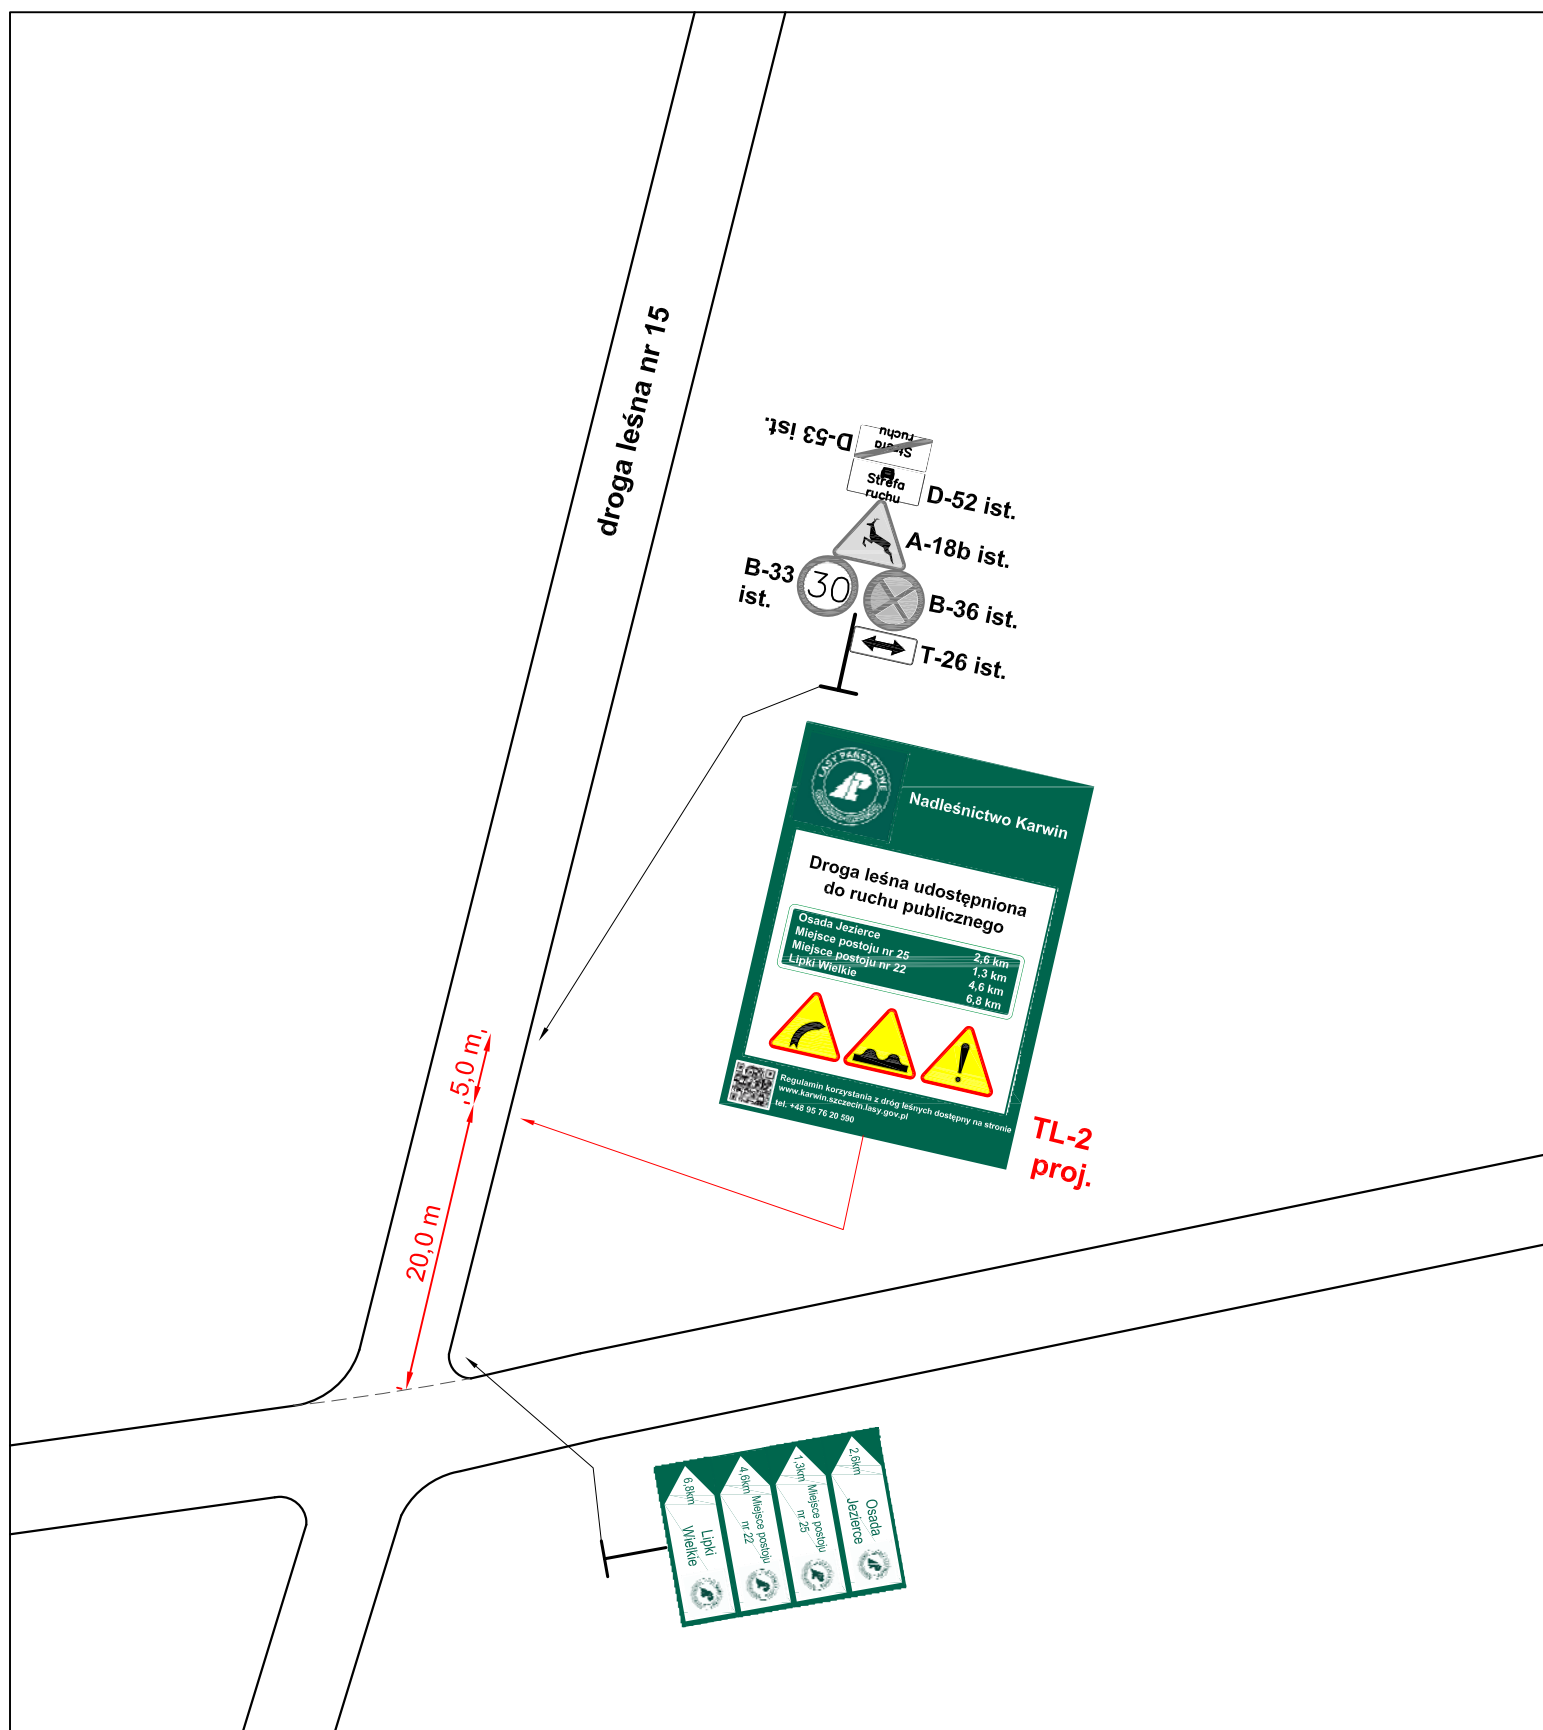 droga leśna nr 15
D-53 ist.
Strefa
ruchu
Strefa
ruchu
D-52 ist.
A-18b ist.
B-33
ist.
30
B-36 ist.
T-26 ist.
LASY PAŃSTWOWE
Nadleśnictwo Karwin
Droga leśna udostępniona
do ruchu publicznego
Osada Jezierce 2,6 km
Miejsce postoju nr 25 1,3 km
Miejsce postoju nr 22 4,6 km
Lipki Wielkie 6,8 km
Regulamin korzystania z dróg leśnych dostępny na stronie
www.karwin.szczecin.lasy.gov.pl
tel. +48 95 76 20 590
TL-2
proj.
5,0 m
20,0 m
2,6km
Osada
Jezierce
1,3km
Miejsce postoju
nr 25
4,6km
Miejsce postoju
nr 22
6,8km
Lipki
Wielkie